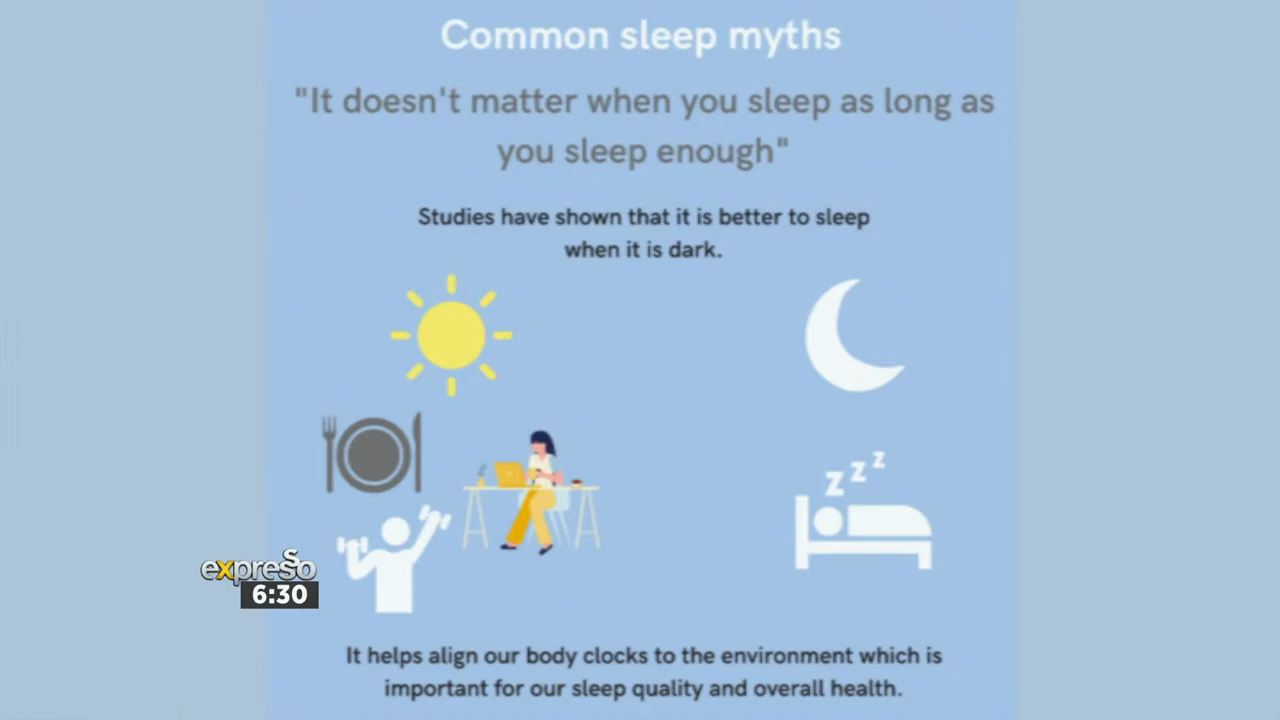 Common sleep myths
"It doesn't matter when you sleep as long as
you sleep enough"
Studies have shown that it is better to sleep
when it is dark.
z z z
expresso
6:30
It helps align our body clocks to the environment which is
important for our sleep quality and overall health.